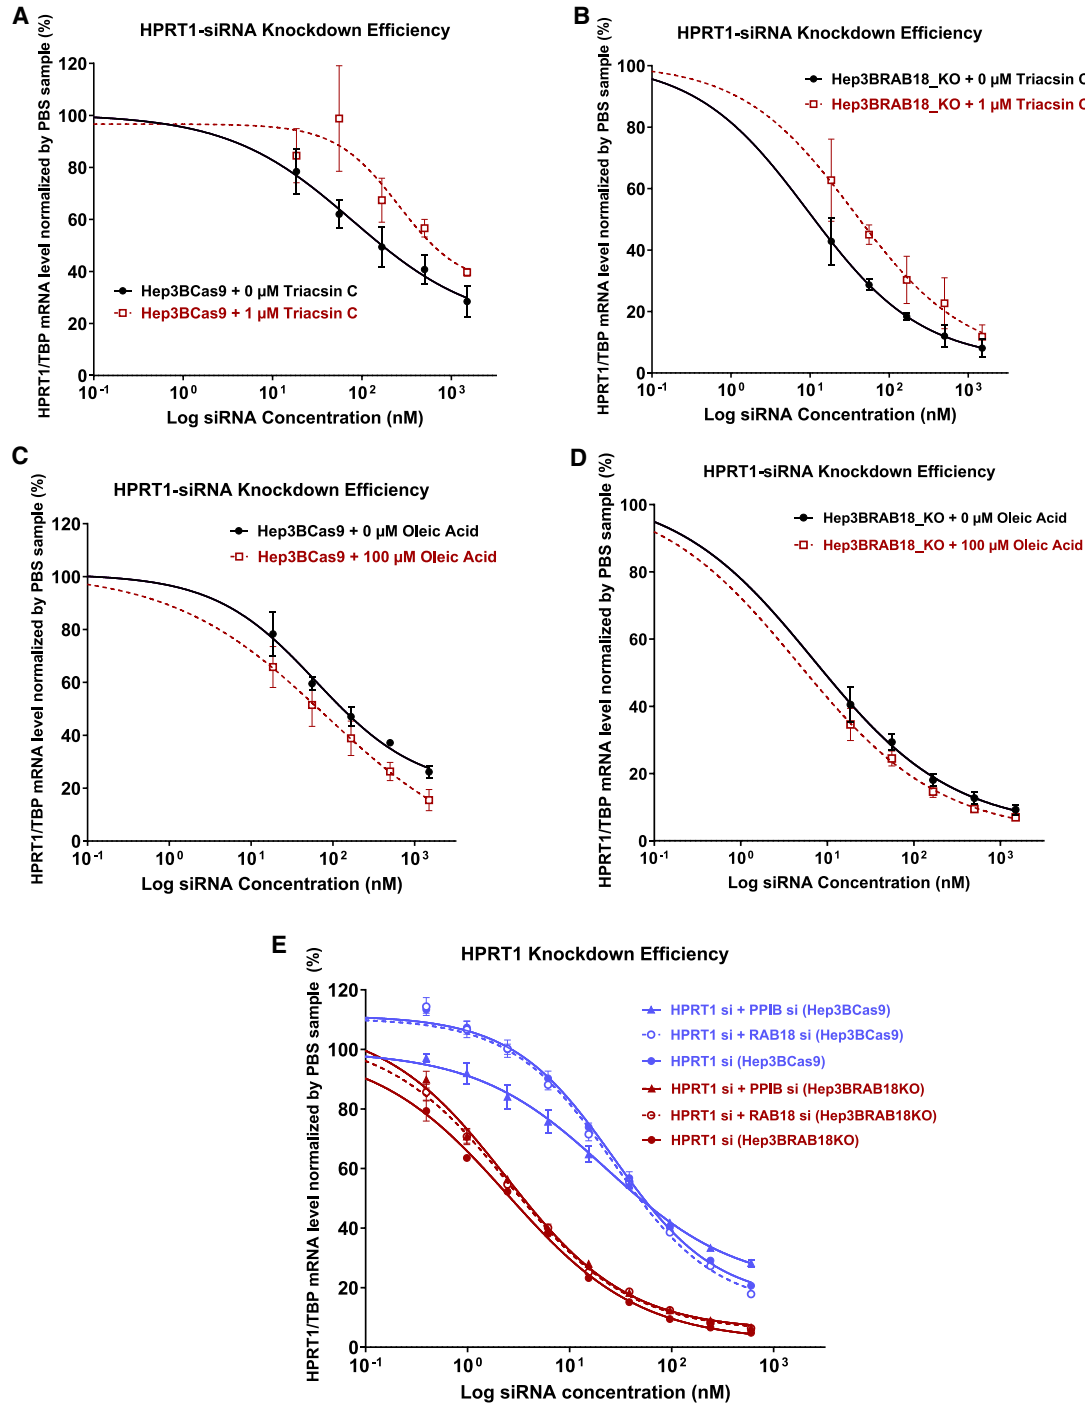 A
HPRT1-siRNA Knockdown Efficiency
HPRT1/TBP mRNA level normalized by PBS sample (%)
120
100
80
60
40
20
0
Hep3BCas9 + 0 µM Triacsin C
Hep3BCas9 + 1 µM Triacsin C
10-1
100
101
102
103
Log siRNA Concentration (nM)
B
HPRT1-siRNA Knockdown Efficiency
HPRT1/TBP mRNA level normalized by PBS sample (%)
100
80
60
40
20
0
Hep3BRAB18_KO + 0 µM Triacsin C
Hep3BRAB18_KO + 1 µM Triacsin C
10-1
100
101
102
103
Log siRNA Concentration (nM)
C
HPRT1-siRNA Knockdown Efficiency
HPRT1/TBP mRNA level normalized by PBS sample (%)
120
100
80
60
40
20
0
Hep3BCas9 + 0 µM Oleic Acid
Hep3BCas9 + 100 µM Oleic Acid
10-1
100
101
102
103
Log siRNA Concentration (nM)
D
HPRT1-siRNA Knockdown Efficiency
HPRT1/TBP mRNA level normalized by PBS sample (%)
100
80
60
40
20
0
Hep3BRAB18_KO + 0 µM Oleic Acid
Hep3BRAB18_KO + 100 µM Oleic Acid
10-1
100
101
102
103
Log siRNA Concentration (nM)
E
HPRT1 Knockdown Efficiency
HPRT1/TBP mRNA level normalized by PBS sample (%)
120
100
80
60
40
20
0
HPRT1 si + PPIB si (Hep3BCas9)
HPRT1 si + RAB18 si (Hep3BCas9)
HPRT1 si (Hep3BCas9)
HPRT1 si + PPIB si (Hep3BRAB18KO)
HPRT1 si + RAB18 si (Hep3BRAB18KO)
HPRT1 si (Hep3BRAB18KO)
10-1
100
101
102
103
Log siRNA concentration (nM)